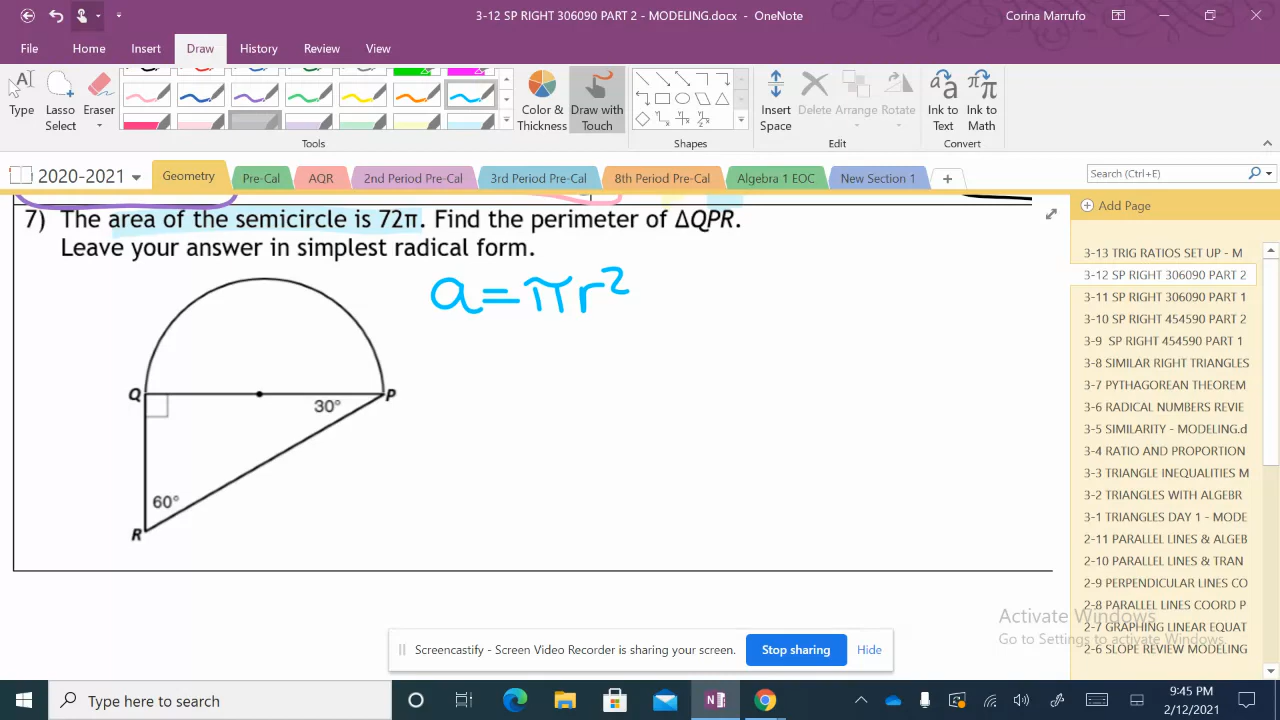 3-12 SP RIGHT 306090 PART 2 - MODELING.docx - OneNote
Corina Marrufo
File Home Insert Draw History Review View
Type
Lasso Select
Eraser
Tools
Color & Thickness
Draw with Touch
Shapes
Insert Space
Delete
Arrange
Rotate
Edit
Ink to Text
Ink to Math
Convert
2020-2021
Geometry
Pre-Cal
AQR
2nd Period Pre-Cal
3rd Period Pre-Cal
8th Period Pre-Cal
Algebra 1 EOC
New Section 1
Search (Ctrl+E)
7) The area of the semicircle is 72π. Find the perimeter of ΔQPR.
Leave your answer in simplest radical form.
a=πr²
Q
P
30°
60°
R
Add Page
3-13 TRIG RATIOS SET UP - M
3-12 SP RIGHT 306090 PART 2
3-11 SP RIGHT 306090 PART 1
3-10 SP RIGHT 454590 PART 2
3-9 SP RIGHT 454590 PART 1
3-8 SIMILAR RIGHT TRIANGLES
3-7 PYTHAGOREAN THEOREM
3-6 RADICAL NUMBERS REVIE
3-5 SIMILARITY - MODELING.d
3-4 RATIO AND PROPORTION
3-3 TRIANGLE INEQUALITIES M
3-2 TRIANGLES WITH ALGEBR
3-1 TRIANGLES DAY 1 - MODE
2-11 PARALLEL LINES & ALGEB
2-10 PARALLEL LINES & TRAN
2-9 PERPENDICULAR LINES CO
2-8 PARALLEL LINES COORD P
2-7 GRAPHING LINEAR EQUAT
2-6 SLOPE REVIEW MODELING
Activate Windows
Go to Settings to activate Windows.
Screencastify - Screen Video Recorder is sharing your screen.
Stop sharing
Hide
Type here to search
9:45 PM
2/12/2021